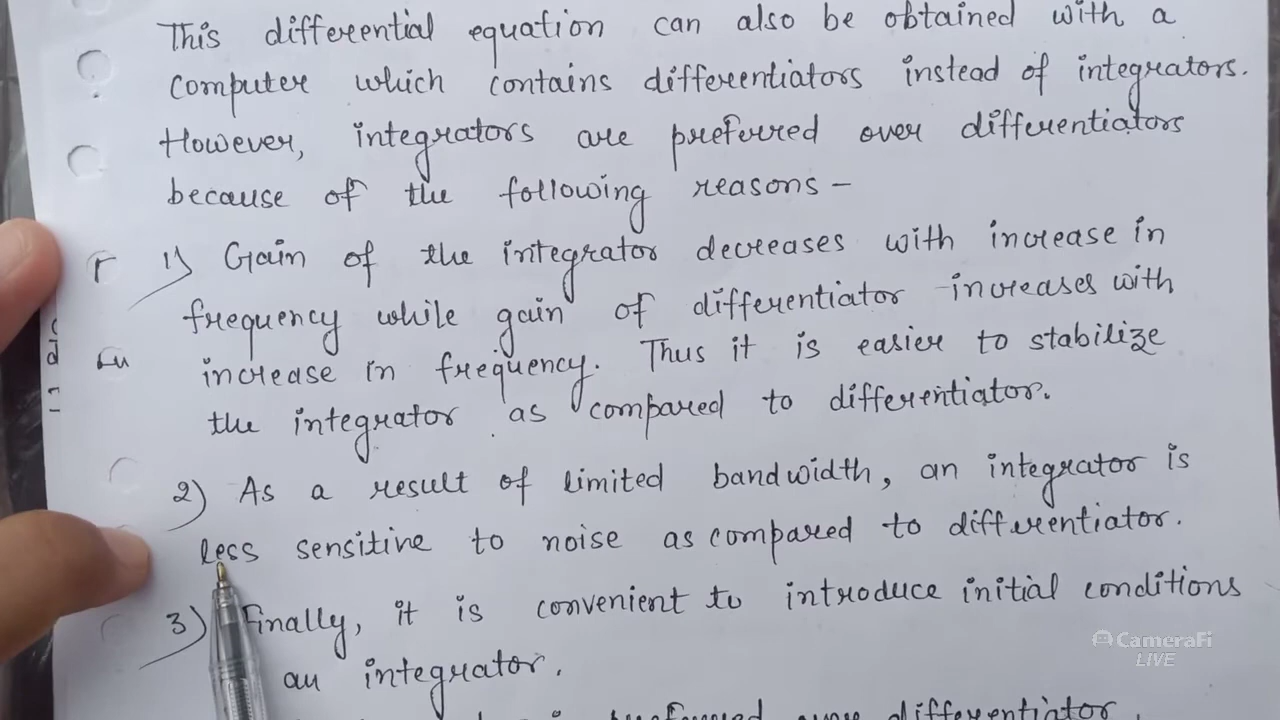 This differential equation can also be obtained with a
computer which contains differentiators instead of integrators.
However, integrators are preferred over differentiators
because of the following reasons -
1) Gain of the integrator decreases with increase in
frequency while gain of differentiator increases with
increase in frequency. Thus it is easier to stabilize
the integrator as compared to differentiator.
2) As a result of limited bandwidth, an integrator is
less sensitive to noise as compared to differentiator.
3) Finally, it is convenient to introduce initial conditions
an integrator.
preferred over differentiator.
CameraFi
LIVE